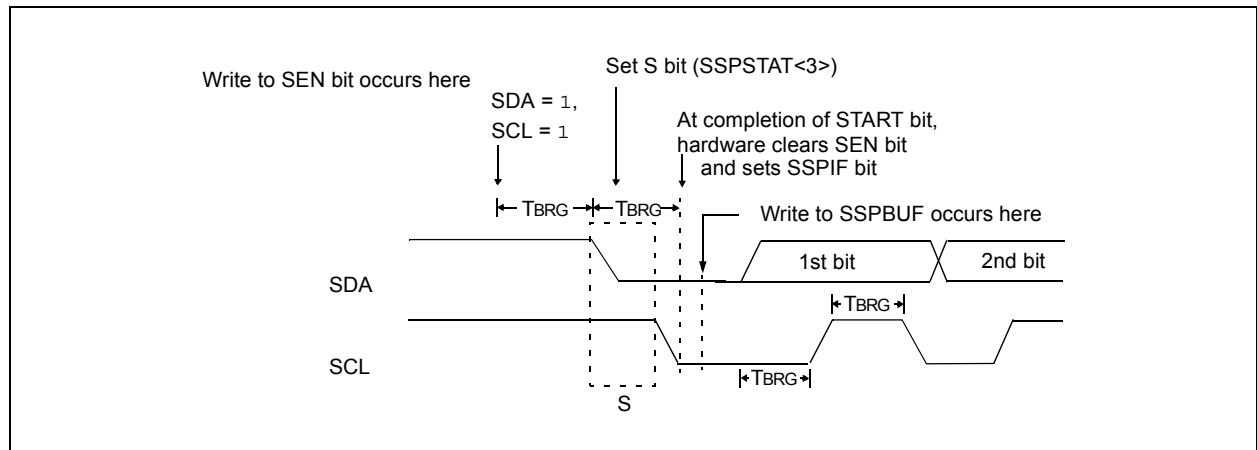 Set S bit (SSPSTAT<3>)
Write to SEN bit occurs here
SDA = 1,
SCL = 1
At completion of START bit,
hardware clears SEN bit
and sets SSPIF bit
TBRG
TBRG
Write to SSPBUF occurs here
1st bit
2nd bit
SDA
TBRG
SCL
TBRG
S